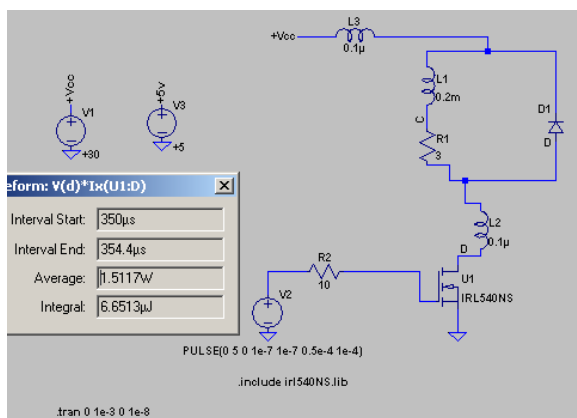 +Vcc
L3
0.1µ
L1
0.2m
C
R1
3
D1
D
+Vcc
V1
+30
+5v
V3
+5
eform: V(d)*Ix(U1:D)
Interval Start: 350µs
Interval End: 354.4µs
Average: 1.5117W
Integral: 6.6513µJ
L2
0.1µ
D
U1
IRL540NS
R2
10
V2
PULSE(0 5 0 1e-7 1e-7 0.5e-4 1e-4)
.include irl540NS.lib
.tran 0 1e-3 0 1e-8